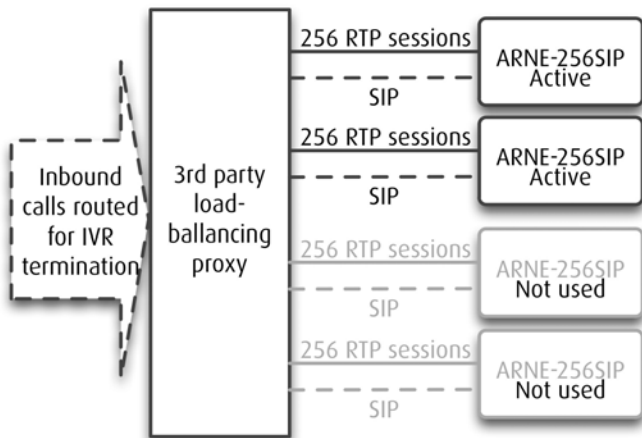 Inbound
calls routed
for IVR
termination
3rd party
load-
ballancing
proxy
256 RTP sessions
SIP
ARNE-256SIP
Active
256 RTP sessions
SIP
ARNE-256SIP
Active
256 RTP sessions
SIP
ARNE-256SIP
Not used
256 RTP sessions
SIP
ARNE-256SIP
Not used